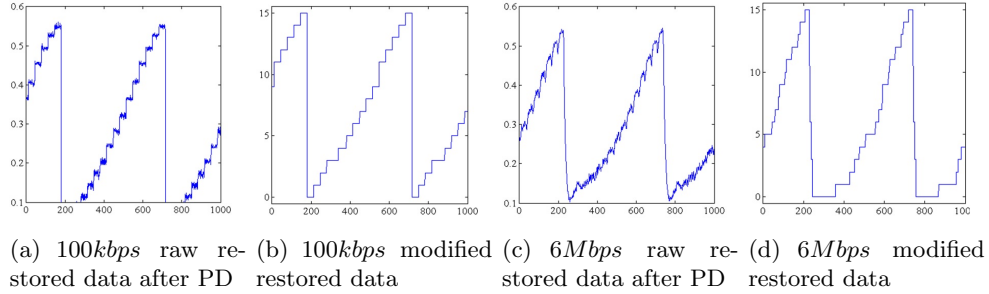 0.6
0.5
0.4
0.3
0.2
0.1
0 200 400 600 800 1000
15
10
5
0
0 200 400 600 800 1000
0.6
0.5
0.4
0.3
0.2
0.1
0 200 400 600 800 1000
15
10
5
0
0 200 400 600 800 1000
(a) 100kbps raw re-
stored data after PD
(b) 100kbps modified
restored data
(c) 6Mbps raw re-
stored data after PD
(d) 6Mbps modified
restored data